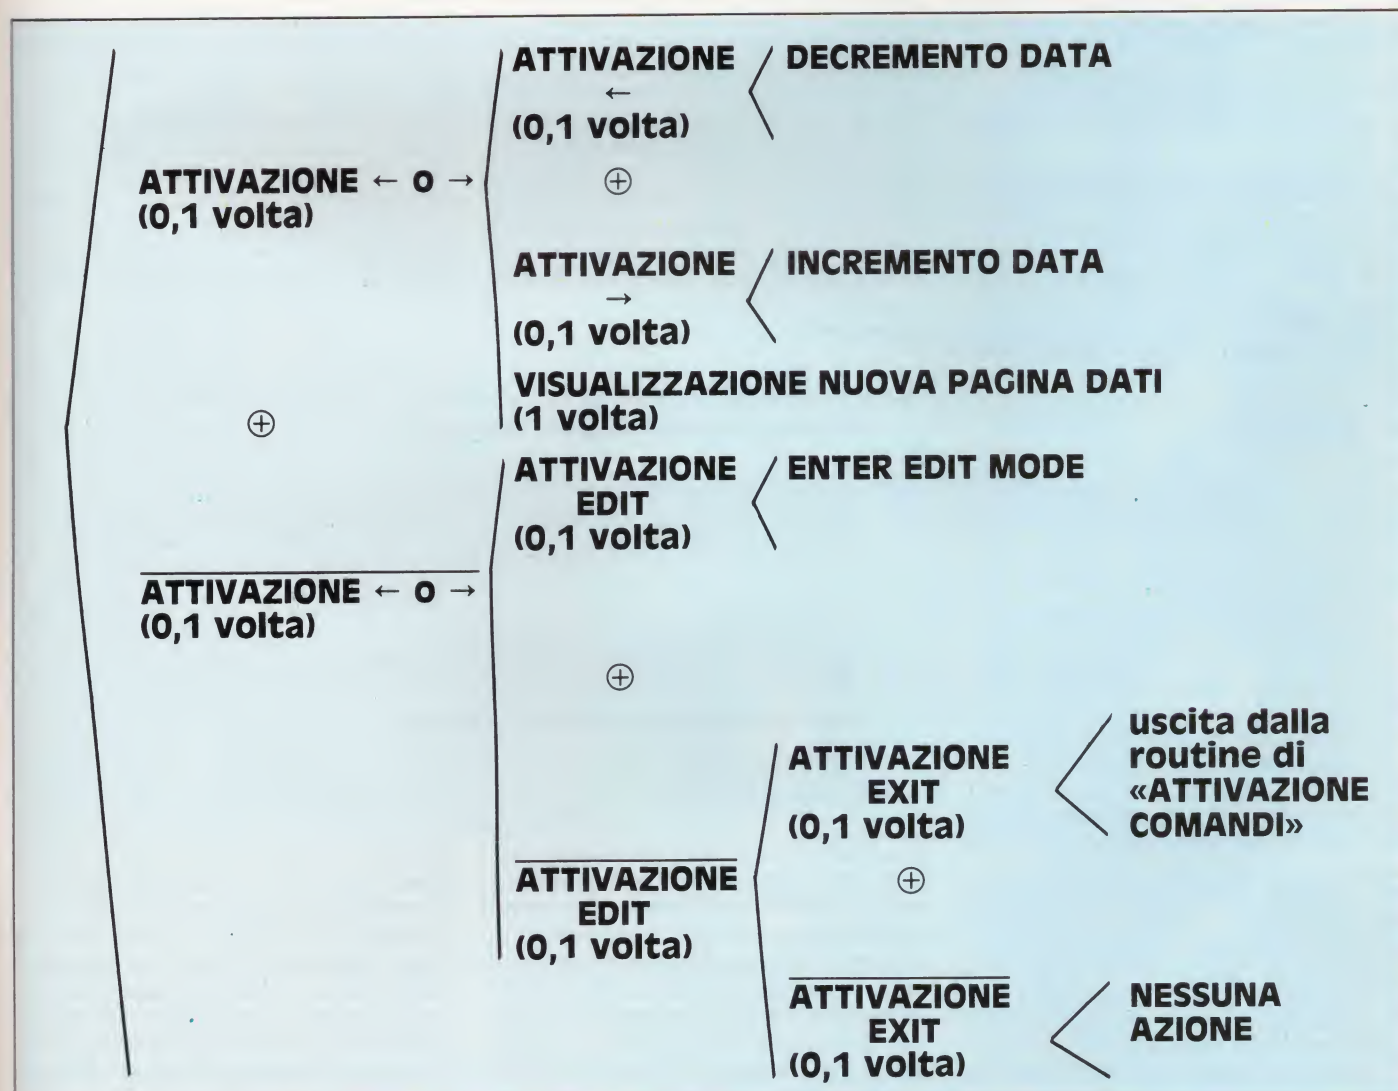 ATTIVAZIONE ← o →
(0,1 volta)
ATTIVAZIONE
←
(0,1 volta)
DECREMENTO DATA
⊕
ATTIVAZIONE
→
(0,1 volta)
INCREMENTO DATA
VISUALIZZAZIONE NUOVA PAGINA DATI
(1 volta)
⊕
ATTIVAZIONE ← o →
(0,1 volta)
ATTIVAZIONE
EDIT
(0,1 volta)
ENTER EDIT MODE
⊕
ATTIVAZIONE
EDIT
(0,1 volta)
ATTIVAZIONE
EXIT
(0,1 volta)
uscita dalla
routine di
«ATTIVAZIONE
COMANDI»
⊕
ATTIVAZIONE
EXIT
(0,1 volta)
NESSUNA
AZIONE